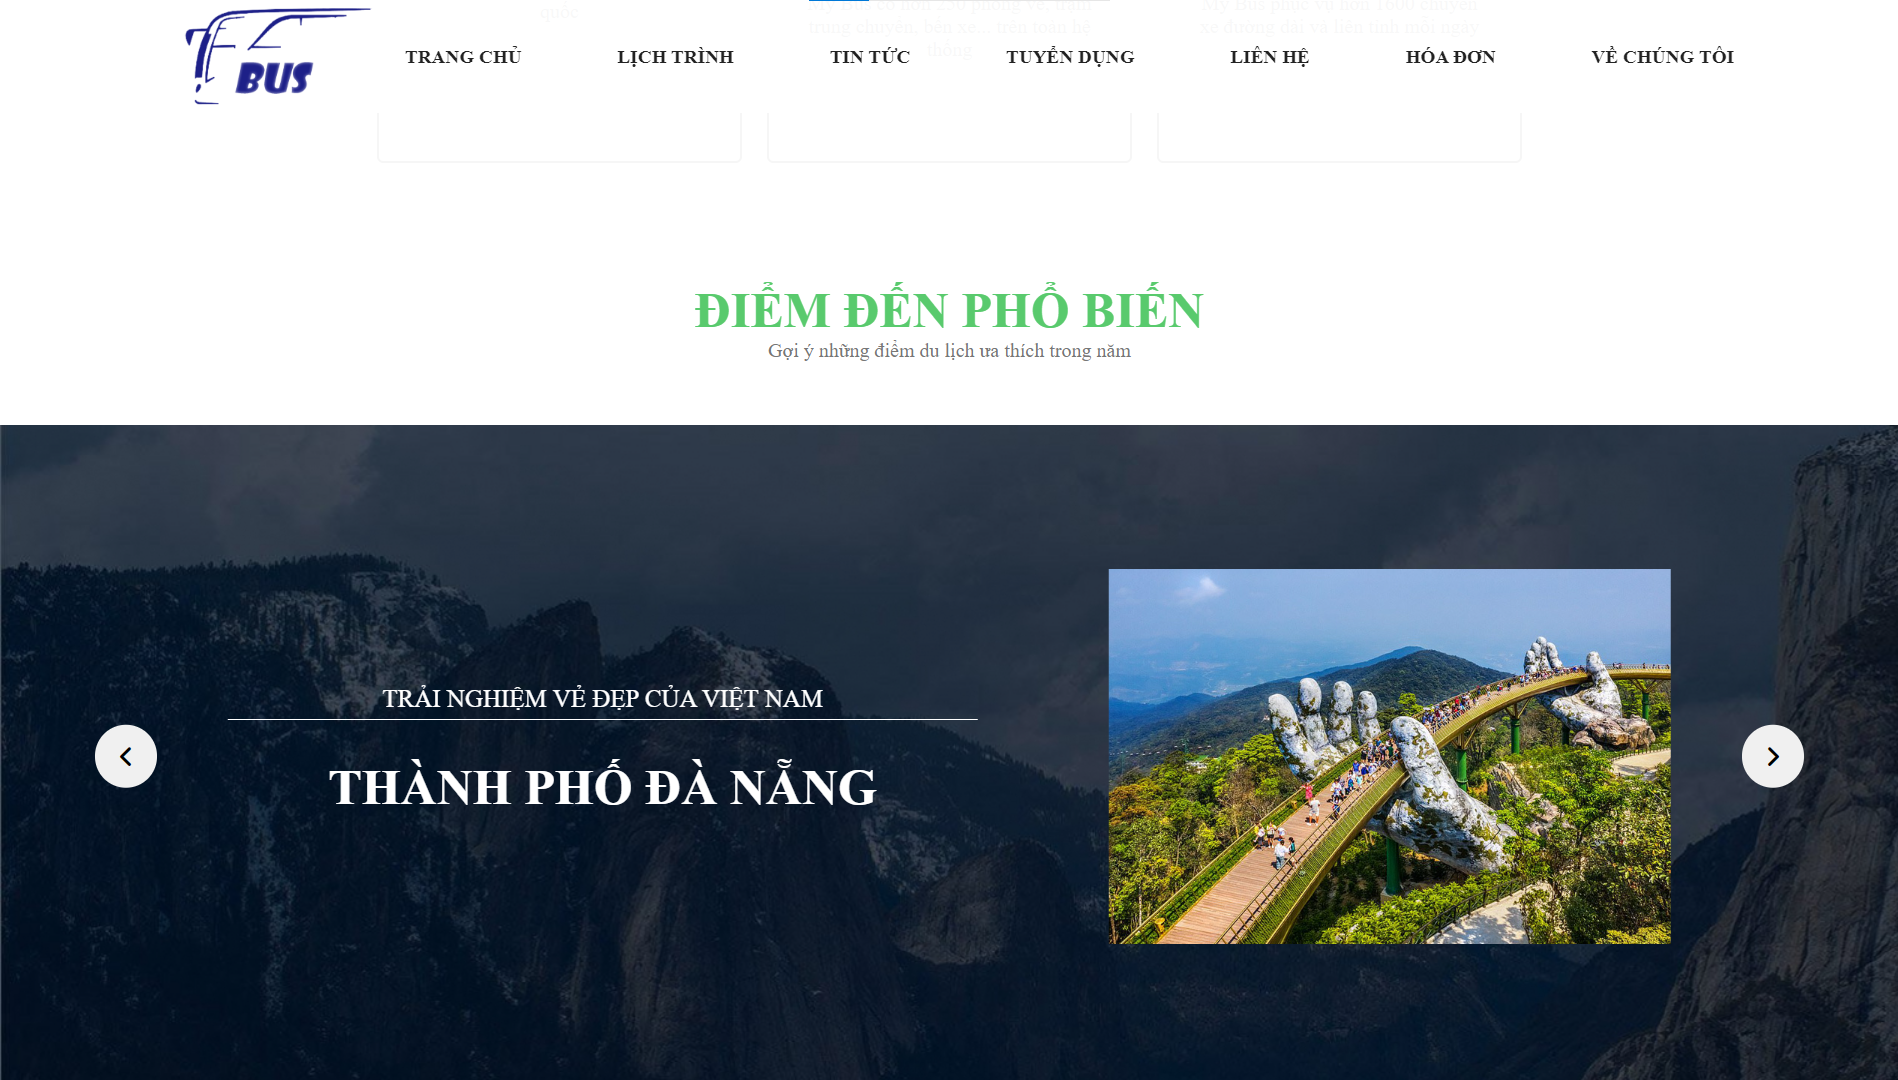 quốc
có hơn 250 phòng vé, trạm
trung chuyển, bến xe... trên toàn hệ
thống
My Bus phục vụ hơn 1600 chuyến
xe đường dài và liên tỉnh mỗi ngày
BUS
TRANG CHỦ
LỊCH TRÌNH
TIN TỨC
TUYỂN DỤNG
LIÊN HỆ
HÓA ĐƠN
VỀ CHÚNG TÔI
ĐIỂM ĐẾN PHỔ BIẾN
Gợi ý những điểm du lịch ưa thích trong năm
TRẢI NGHIỆM VẺ ĐẸP CỦA VIỆT NAM
THÀNH PHỐ ĐÀ NẴNG